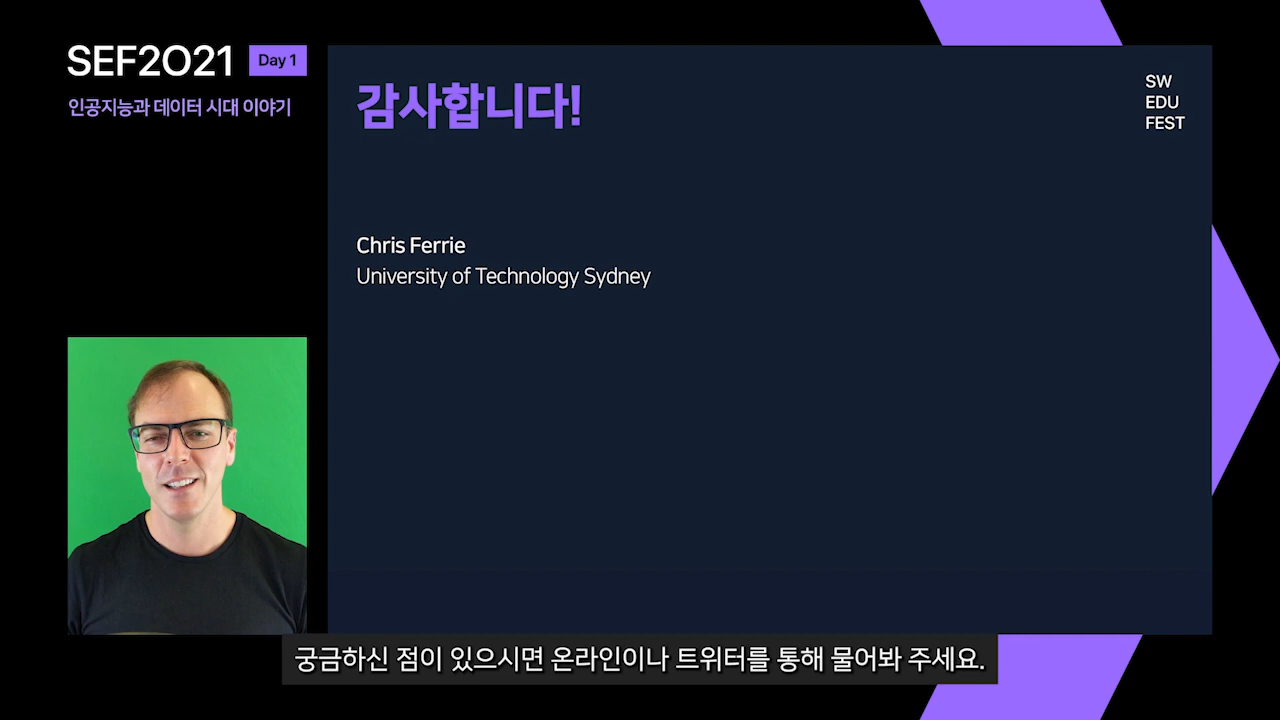 SEF2021 Day 1
인공지능과 데이터 시대 이야기
감사합니다!
SW
EDU
FEST
Chris Ferrie
University of Technology Sydney
궁금하신 점이 있으시면 온라인이나 트위터를 통해 물어봐 주세요.